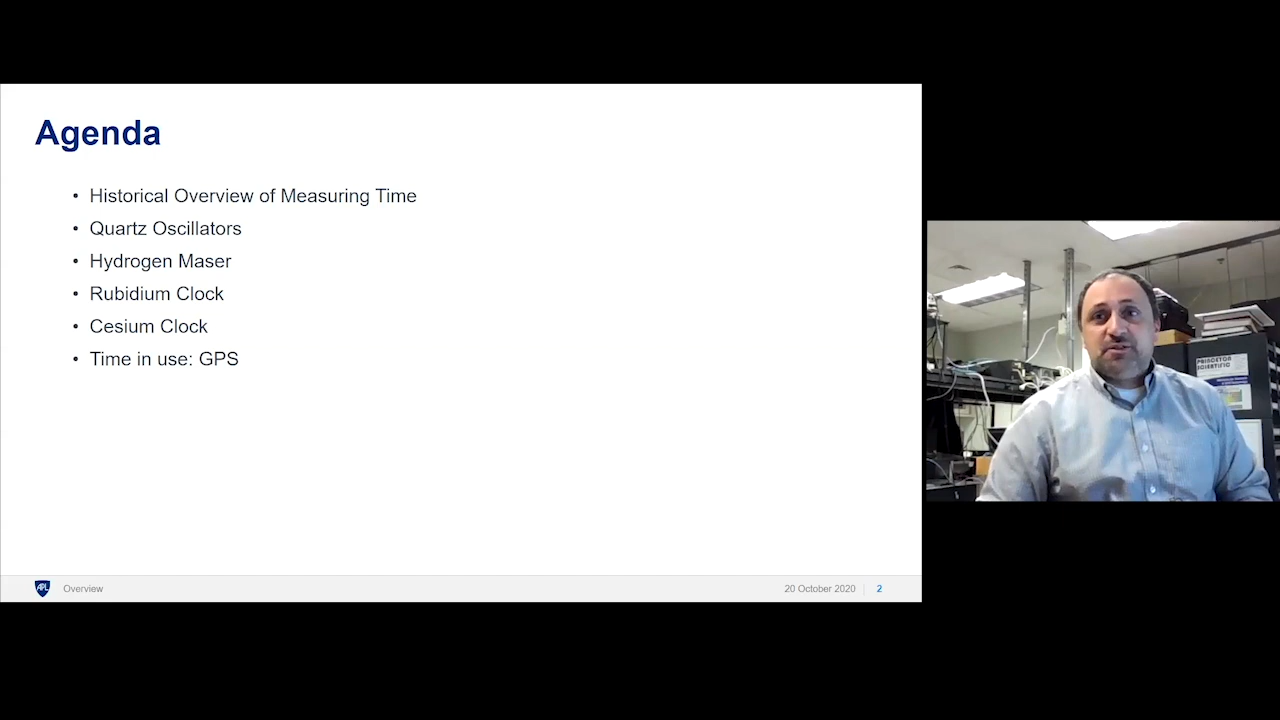 Agenda
• Historical Overview of Measuring Time
• Quartz Oscillators
• Hydrogen Maser
• Rubidium Clock
• Cesium Clock
• Time in use: GPS
APL
Overview
20 October 2020
2
PRINCETON
SCIENTIFIC